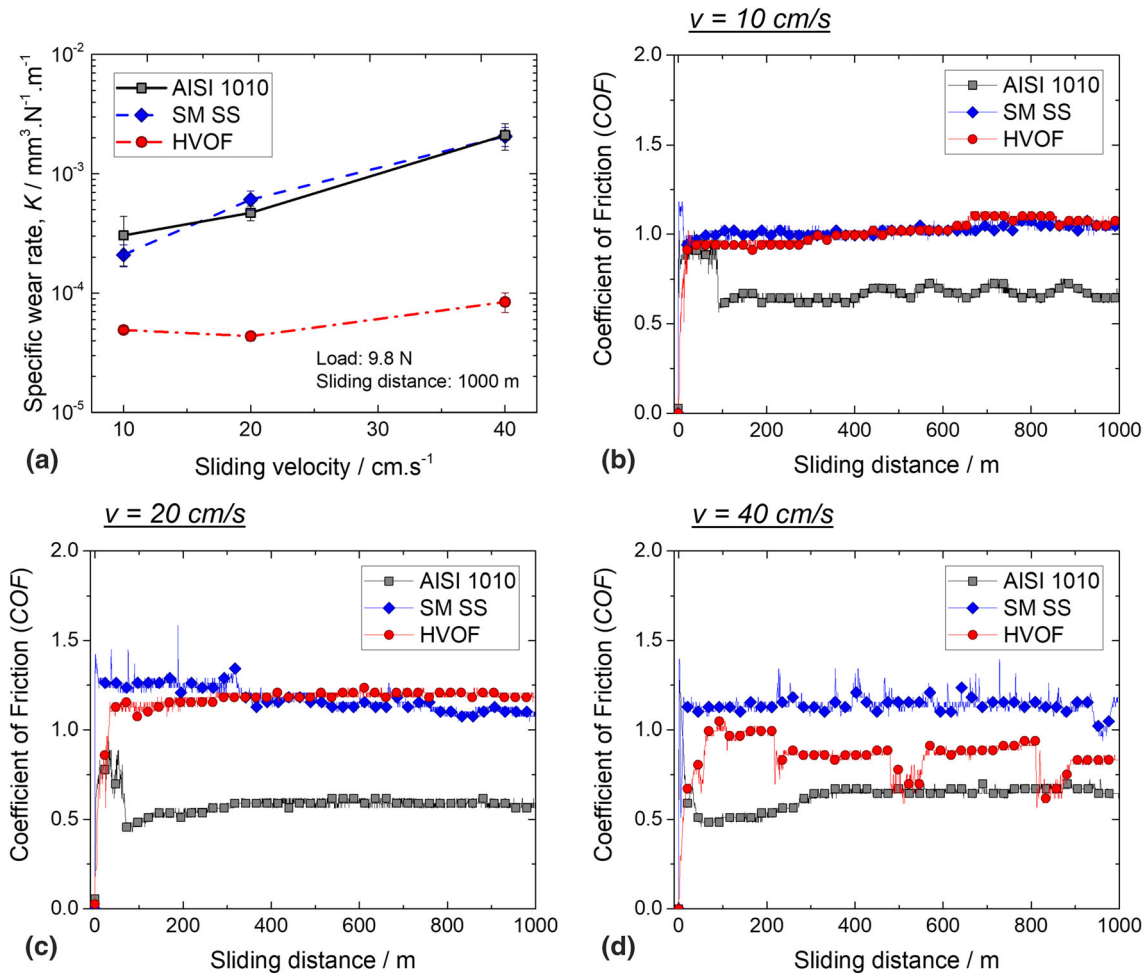 AISI 1010
SM SS
HVOF
10⁻²
10⁻³
10⁻⁴
10⁻⁵
Specific wear rate, K / mm³.N⁻¹.m⁻¹
Load: 9.8 N
Sliding distance: 1000 m
10 20 30 40
Sliding velocity / cm.s⁻¹
(a)
v = 10 cm/s
AISI 1010
SM SS
HVOF
2.0
1.5
1.0
0.5
0.0
Coefficient of Friction (COF)
0 200 400 600 800 1000
Sliding distance / m
(b)
v = 20 cm/s
AISI 1010
SM SS
HVOF
2.0
1.5
1.0
0.5
0.0
Coefficient of Friction (COF)
0 200 400 600 800 1000
Sliding distance / m
(c)
v = 40 cm/s
AISI 1010
SM SS
HVOF
2.0
1.5
1.0
0.5
0.0
Coefficient of Friction (COF)
0 200 400 600 800 1000
Sliding distance / m
(d)